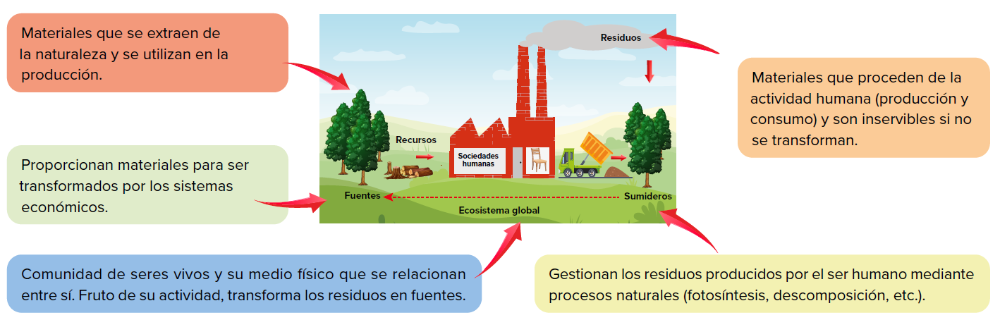 Materiales que se extraen de
la naturaleza y se utilizan en la
producción.
Residuos
Materiales que proceden de la
actividad humana (producción y
consumo) y son inservibles si no
se transforman.
Recursos
Sociedades
humanas
Proporcionan materiales para ser
transformados por los sistemas
económicos.
Fuentes
Sumideros
Ecosistema global
Comunidad de seres vivos y su medio físico que se relacionan
entre sí. Fruto de su actividad, transforma los residuos en fuentes.
Gestionan los residuos producidos por el ser humano mediante
procesos naturales (fotosíntesis, descomposición, etc.).